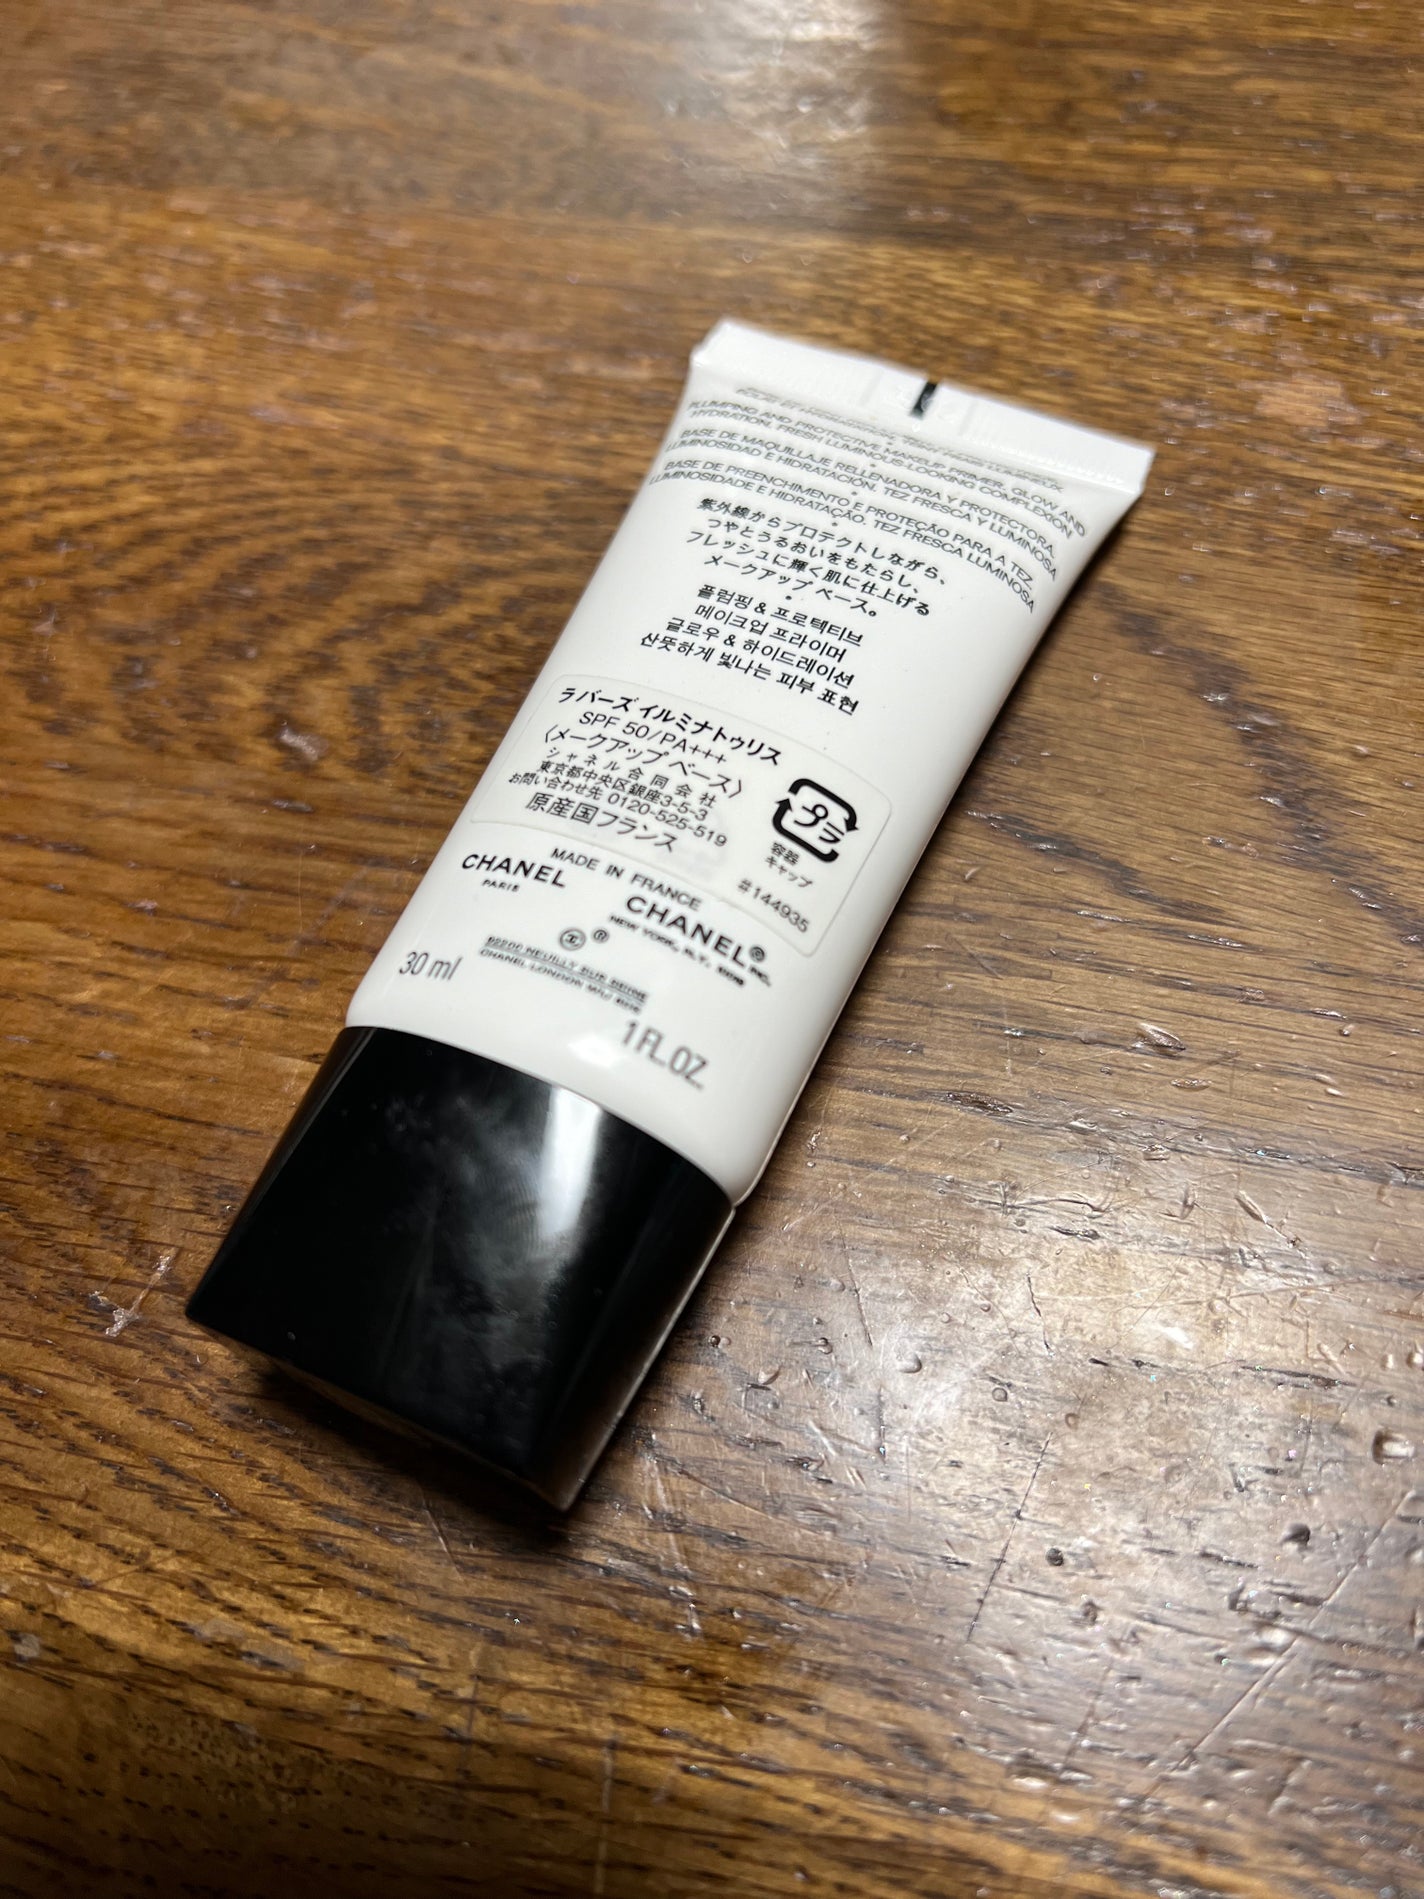 PLUMPING AND PROTECTIVE MAKEUP PRIMER. GLOW AND
HYDRATION. FRESH LUMINOUS-LOOKING COMPLEXION
BASE DE MAQUILLAJE RELLENADORA Y PROTECTORA.
LUMINOSIDAD E HIDRATACIÓN. TEZ FRESCA Y LUMINOSA
BASE DE PREENCHIMENTO E PROTEÇÃO PARA A TEZ.
LUMINOSIDADE E HIDRATAÇÃO. TEZ FRESCA LUMINOSA
紫外線からプロテクトしながら、
つやとうるおいをもたらし、
フレッシュに輝く肌に仕上げる
メークアップ ベース。
플럼핑 & 프로텍티브
메이크업 프라이머
글로우 & 하이드레이션
산뜻하게 빛나는 피부 표현
ラ バーズ イルミナトゥリス
SPF 50/PA+++
〈メークアップ ベース〉
シャネル合同会社
東京都中央区銀座3-5-3
お問い合わせ先 0120-525-519
原産国フランス
プラ
容器
キャップ
#144935
MADE IN FRANCE
CHANEL
PARIS
CHANEL® INC.
NEW YORK, N.Y.
®
92200 NEUILLY SUR SEINE
CHANEL LONDON
30 ml
1 FL.OZ.